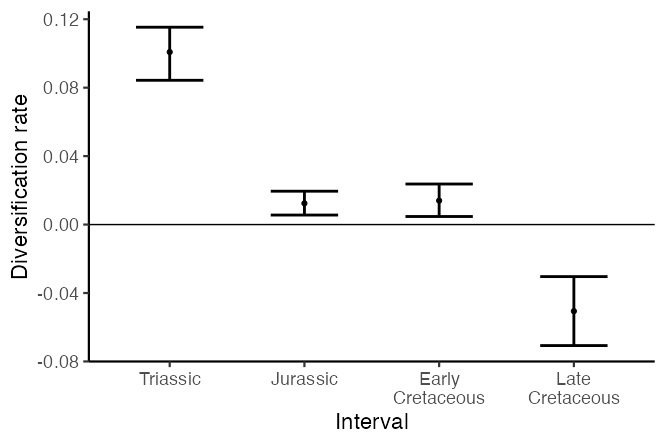 Diversification rate
0.12
0.08
0.04
0.00
-0.04
-0.08
Triassic
Jurassic
Early
Cretaceous
Late
Cretaceous
Interval